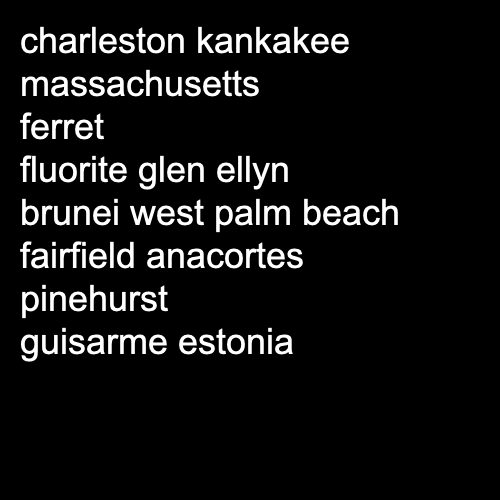 charleston kankakee
massachusetts
ferret
fluorite glen ellyn
brunei west palm beach
fairfield anacortes
pinehurst
guisarme estonia